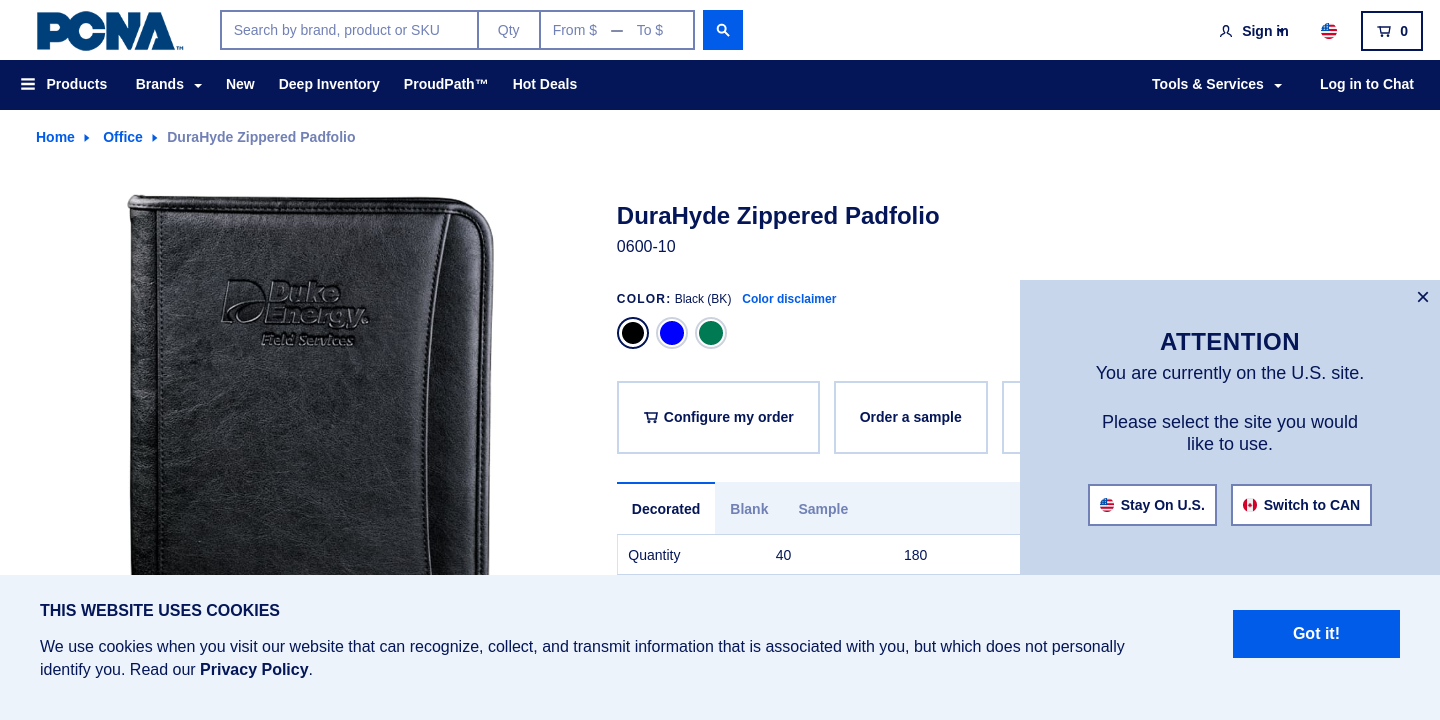 PCNA™
Search by brand, product or SKU
Qty
From $ — To $
Sign in
0
Products
Brands
New
Deep Inventory
ProudPath™
Hot Deals
Tools & Services
Log in to Chat
Home
Office
DuraHyde Zippered Padfolio
Duke
Energy®
Field Services
DuraHyde Zippered Padfolio
0600-10
COLOR: Black (BK) Color disclaimer
Configure my order
Order a sample
Decorated
Blank
Sample
Quantity 40 180
×
ATTENTION
You are currently on the U.S. site.
Please select the site you would
like to use.
Stay On U.S.
Switch to CAN
THIS WEBSITE USES COOKIES
We use cookies when you visit our website that can recognize, collect, and transmit information that is associated with you, but which does not personally
identify you. Read our Privacy Policy.
Got it!